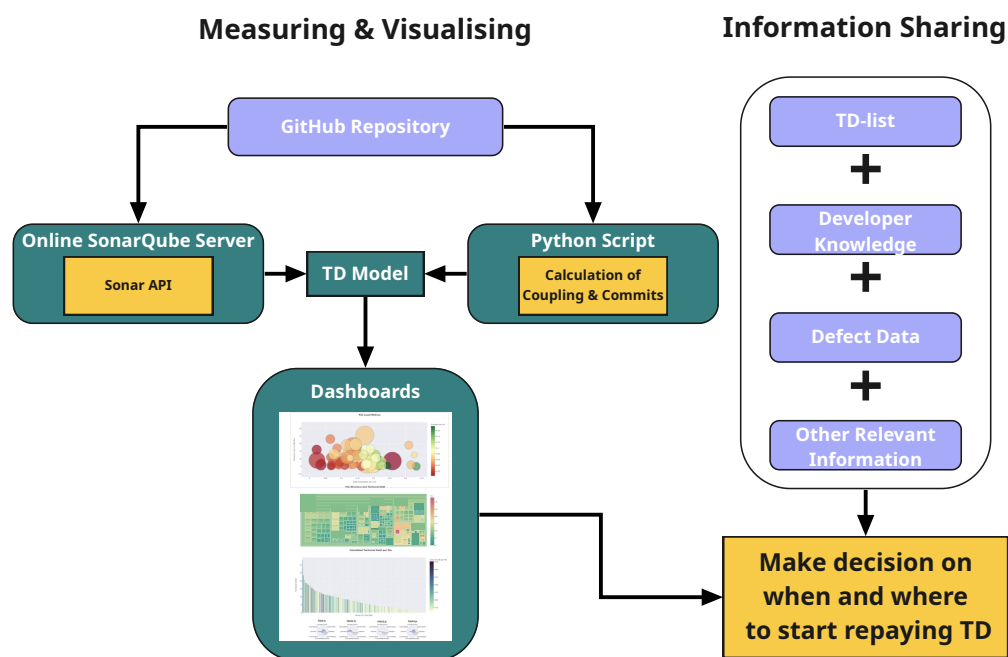 Measuring & Visualising
Information Sharing
GitHub Repository
Online SonarQube Server
Sonar API
TD Model
Python Script
Calculation of
Coupling & Commits
Dashboards
TD-list
+
Developer
Knowledge
+
Defect Data
+
Other Relevant
Information
Make decision on
when and where
to start repaying TD